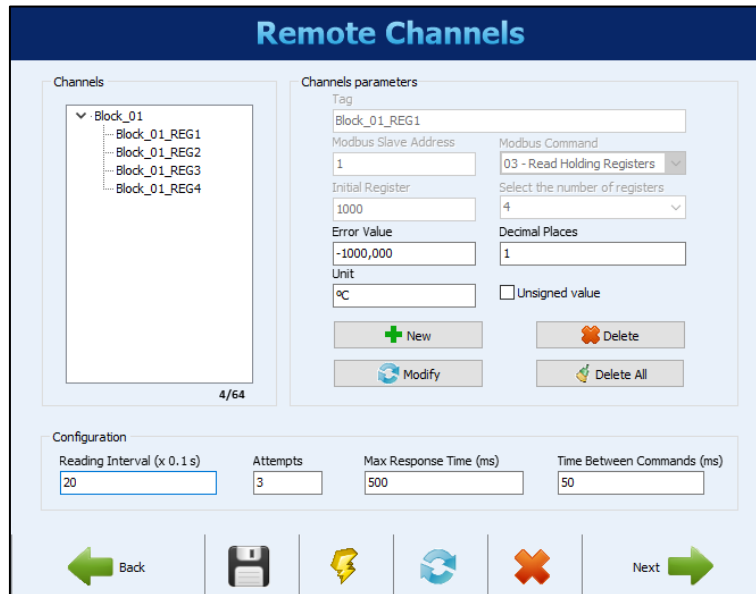 Remote Channels
Channels
Block_01
Block_01_REG1
Block_01_REG2
Block_01_REG3
Block_01_REG4
4/64
Channels parameters
Tag
Block_01_REG1
Modbus Slave Address
Modbus Command
1
03 - Read Holding Registers
Initial Register
Select the number of registers
1000
4
Error Value
Decimal Places
-1000,000
1
Unit
ºC
Unsigned value
New
Delete
Modify
Delete All
Configuration
Reading Interval (x 0.1 s)
Attempts
Max Response Time (ms)
Time Between Commands (ms)
20
3
500
50
Back
Next